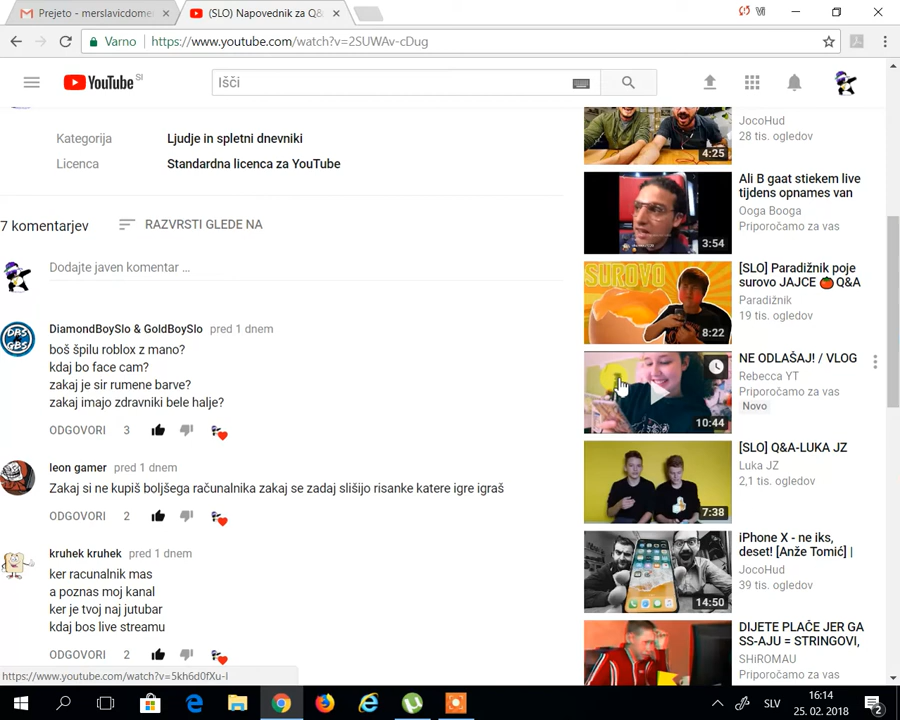 Prejeto - merslavicdome
(SLO) Napovednik za Q&
Varno
https://www.youtube.com/watch?v=2SUWAv-cDug
YouTube SI
Išči
Kategorija
Ljudje in spletni dnevniki
Licenca
Standardna licenca za YouTube
7 komentarjev
RAZVRSTI GLEDE NA
Dodajte javen komentar ...
DiamondBoySlo & GoldBoySlo pred 1 dnem
boš špilu roblox z mano?
kdaj bo face cam?
zakaj je sir rumene barve?
zakaj imajo zdravniki bele halje?
ODGOVORI 3
leon gamer pred 1 dnem
Zakaj si ne kupiš boljšega računalnika zakaj se zadaj slišijo risanke katere igre igraš
ODGOVORI 2
kruhek kruhek pred 1 dnem
ker racunalnik mas
a poznas moj kanal
ker je tvoj naj jutubar
kdaj bos live streamu
ODGOVORI 2
https://www.youtube.com/watch?v=5kh6d0fXu-I
4:25
JocoHud
28 tis. ogledov
3:54
Ali B gaat stiekem live
tijdens opnames van
Ooga Booga
Priporočamo za vas
SUROVO
8:22
[SLO] Paradižnik poje
surovo JAJCE 🍅 Q&A
Paradižnik
19 tis. ogledov
10:44
NE ODLAŠAJ! / VLOG
Rebecca YT
Priporočamo za vas
Novo
7:38
[SLO] Q&A-LUKA JZ
Luka JZ
2,1 tis. ogledov
14:50
iPhone X - ne iks,
deset! [Anže Tomić] |
JocoHud
39 tis. ogledov
DIJETE PLAČE JER GA
SS-AJU = STRINGOVI,
SHiROMAU
Priporočamo za vas
SLV
16:14
25. 02. 2018
2